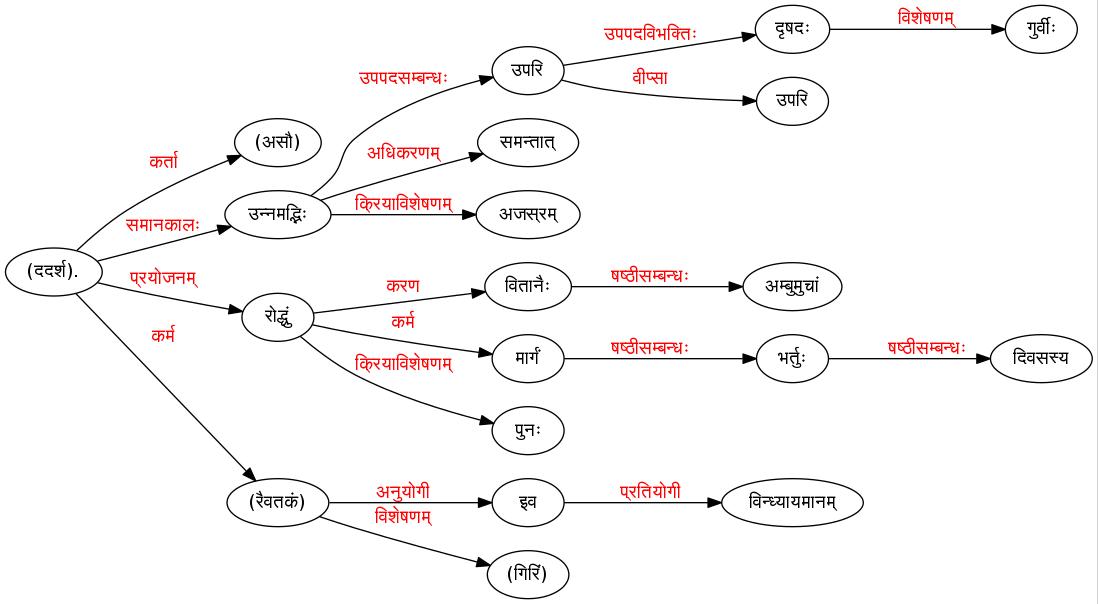 विशेषणम्
दृषदः
गुर्वीः
उपपदविभक्तिः
उपरि
वीप्सा
उपपदसम्बन्धः
उपरि
(असौ)
समन्तात्
कर्ता
अधिकरणम्
उन्नमद्भिः
क्रियाविशेषणम्
अजस्रम्
समानकालः
(ददर्श).
प्रयोजनम्
करण
वितानैः
षष्ठीसम्बन्धः
अम्बुमुचां
रोद्धुं
कर्म
कर्म
मार्गं
षष्ठीसम्बन्धः
भर्तुः
षष्ठीसम्बन्धः
दिवसस्य
क्रियाविशेषणम्
पुनः
(रैवतकं)
अनुयोगी
इव
प्रतियोगी
विन्ध्यायमानम्
विशेषणम्
(गिरिं)